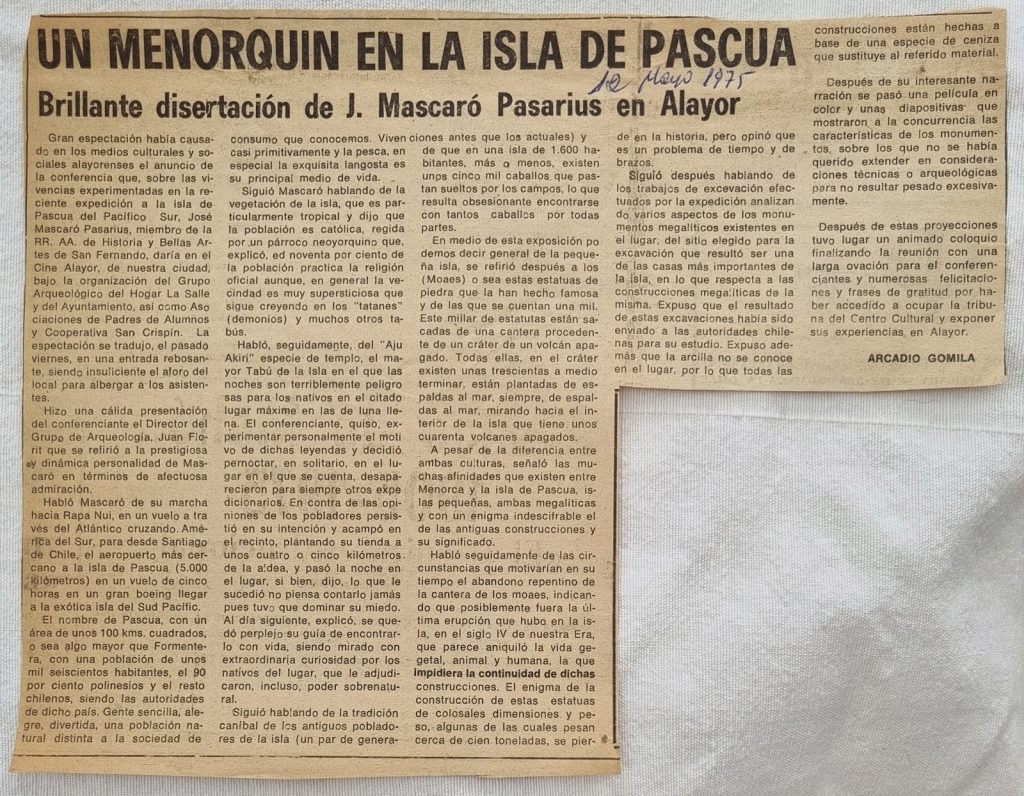 UN MENORQUIN EN LA ISLA DE PASCUA
12 Mayo 1975
Brillante disertación de J. Mascaró Pasarius en Alayor
Gran espectación había causa-
do en los medios culturales y so-
ciales alayorenses el anuncio de
la conferencia que, sobre las vi-
vencias experimentadas en la re-
ciente expedición a la isla de
Pascua del Pacífico Sur, José
Mascaró Pasarius, miembro de la
RR. AA. de Historia y Bellas Artes
de San Fernando, daría en el
Cine Alayor, de nuestra ciudad,
bajo la organización del Grupo
Arqueológico del Hogar La Salle
y del Ayuntamiento, así como Aso
ciaciones de Padres de Alumnos
y Cooperativa San Crispín. La
espectación se tradujo, el pasado
viernes, en una entrada rebosan-
te, siendo insuficiente el aforo del
local para albergar a los asisten-
tes.
Hizo una cálida presentación
del conferenciante el Director del
Grupo de Arqueología, Juan Flo-
rit que se refirió a la prestigiosa
y dinámica personalidad de Mas-
caró en términos de afectuosa
admiración.
Habló Mascaró de su marcha
hacia Rapa Nui, en un vuelo a tra
vés del Atlántico cruzando Amé-
rica del Sur, para desde Santiago
de Chile, el aeropuerto más cer-
cano a la isla de Pascua (5.000
kilómetros) en un vuelo de cinco
horas en un gran boeing llegar
a la exótica isla del Sud Pacífic.
El nombre de Pascua, con un
área de unos 100 kms. cuadrados,
o sea algo mayor que Formente-
ra, con una población de unos
mil seiscientos habitantes, el 90
por ciento polinesios y el resto
chilenos, siendo las autoridades
de dicho país. Gente sencilla, ale-
gre, divertida, una población na-
tural distinta a la sociedad de
consumo que conocemos. Viven
casi primitivamente y la pesca, en
especial la exquisita langosta es
su principal medio de vida.
Siguió Mascaró hablando de la
vegetación de la isla, que es par-
ticularmente tropical y dijo que
la población es católica, regida
por un párroco neoyorquino que,
explicó, ed noventa por ciento de
la población practica la religión
oficial aunque, en general la ve-
cindad es muy supersticiosa que
sigue creyendo en los "tatanes"
(demonios) y muchos otros ta-
bús.
Habló, seguidamente, del "Aju
Akiri" especie de templo, el ma-
yor Tabú de la Isla en el que las
noches son terriblemente peligro
sas para los nativos en el citado
lugar máxime en las de luna lle-
na. El conferenciante, quiso, ex-
perimentar personalmente el moti
vo de dichas leyendas y decidió
pernoctar, en solitario, en el lu-
gar en el que se cuenta, desapa-
recieron para siempre otros expe
dicionarios. En contra de las opi-
niones de los pobladores persis-
tió en su intención y acampó en
el recinto, plantando su tienda a
unos cuatro o cinco kilómetros
de la aldea, y pasó la noche en
el lugar, si bien, dijo, lo que le
sucedió no piensa contarlo jamás
pues tuvo que dominar su miedo.
Al día siguiente, explicó, se que-
dó perplejo su guía de encontrar-
lo con vida, siendo mirado con
extraordinaria curiosidad por los
nativos del lugar, que le adjudi-
caron, incluso, poder sobrenatu-
ral.
Siguió hablando de la tradición
caníbal de los antiguos poblado-
res de la isla (un par de genera-
ciones antes que los actuales) y
de que en una isla de 1.600 ha-
bitantes, más o menos, existen
unps cinco mil caballos que pas-
tan sueltos por los campos, lo que
resulta obsesionante encontrarse
con tantos caballos por todas
partes.
En medio de esta exposición po
demos decir general de la peque-
ña isla, se refirió después a los
(Moaes) o sea estas estatuas de
piedra que la han hecho famosa
y de las que se cuentan una mil.
Este millar de estatutas están sa-
cadas de una cantera proceden-
te de un cráter de un volcán apa-
gado. Todas ellas, en el cráter
existen unas trescientas a medio
terminar, están plantadas de es-
paldas al mar, siempre, de espal-
das al mar, mirando hacia el in-
terior de la isla que tiene unos
cuarenta volcanes apagados.
A pesar de la diferencia entre
ambas culturas, señaló las mu-
chas afinidades que existen entre
Menorca y la isla de Pascua, is-
las pequeñas, ambas megalíticas
y con un enigma indescifrable el
de las antiguas construcciones y
su significado.
Habló seguidamente de las cir-
cunstancias que motivarían en su
tiempo el abandono repentino de
la cantera de los moaes, indican-
do que posiblemente fuera la úl-
tima erupción que hubo en la is-
la, en el siglo IV de nuestra Era,
que parece aniquiló la vida ve-
getal, animal y humana, la que
impidiera la continuidad de dichas
construcciones. El enigma de la
construcción de estas estatuas
de colosales dimensiones y pe-
so, algunas de las cuales pesan
cerca de cien toneladas, se pier-
de en la historia, pero opinó que
es un problema de tiempo y de
brazos.
Siguió después hablando de
los trabajos de excevación efec-
tuados por la expedición analizan
do varios aspectos de los monu-
mentos megalíticos existentes en
el lugar, del sitio elegido para la
excavación que resultó ser una
de las casas más importantes de
la isla, en lo que respecta a las
construcciones megalíticas de la
misma. Expuso que el resultado
de estas excavaciones había sido
enviado a las autoridades chile-
nas para su estudio. Expuso ade-
más que la arcilla no se conoce
en el lugar, por lo que todas las
construcciones están hechas a
base de una especie de ceniza
que sustituye al referido material.
Después de su interesante na-
rración se pasó una película en
color y unas diapositivas que
mostraron a la concurrencia las
características de los monumen-
tos, sobre los que no se había
querido extender en considera-
ciones técnicas o arqueológicas
para no resultar pesado excesiva-
mente.
Después de estas proyecciones
tuvo lugar un animado coloquio
finalizando la reunión con una
larga ovación para el conferen-
ciantes y numerosas felicitacio-
nes y frases de gratitud por ha-
ber accedido a ocupar la tribu-
na del Centro Cultural y exponer
sus experiencias, en Alayor.
ARCADIO GOMILA